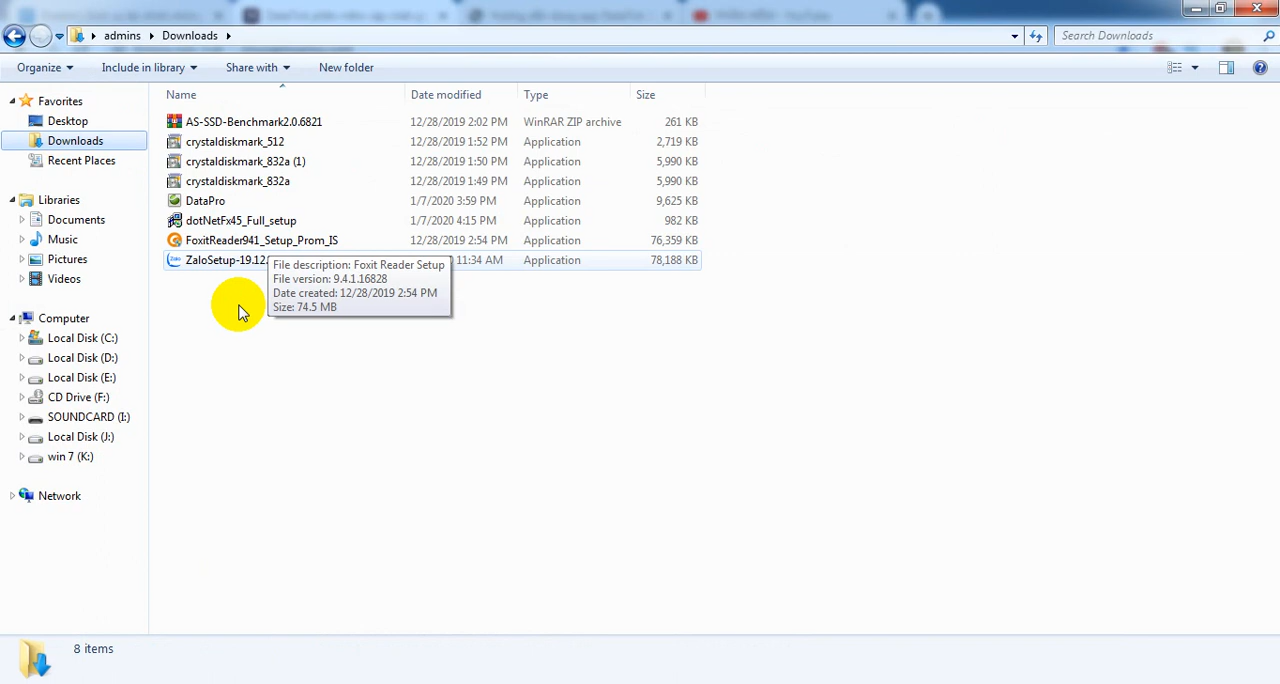 admins
Downloads
Search Downloads
Organize
Include in library
Share with
New folder
Name
Date modified
Type
Size
Favorites
Desktop
Downloads
Recent Places
Libraries
Documents
Music
Pictures
Videos
Computer
Local Disk (C:)
Local Disk (D:)
Local Disk (E:)
CD Drive (F:)
SOUNDCARD (I:)
Local Disk (J:)
win 7 (K:)
Network
AS-SSD-Benchmark2.0.6821 12/28/2019 2:02 PM WinRAR ZIP archive 261 KB
crystaldiskmark_512 12/28/2019 1:52 PM Application 2,719 KB
crystaldiskmark_832a (1) 12/28/2019 1:50 PM Application 5,990 KB
crystaldiskmark_832a 12/28/2019 1:49 PM Application 5,990 KB
DataPro 1/7/2020 3:59 PM Application 9,625 KB
dotNetFx45_Full_setup 1/7/2020 4:15 PM Application 982 KB
FoxitReader941_Setup_Prom_IS 12/28/2019 2:54 PM Application 76,359 KB
ZaloSetup-19.12. 11:34 AM Application 78,188 KB
File description: Foxit Reader Setup
File version: 9.4.1.16828
Date created: 12/28/2019 2:54 PM
Size: 74.5 MB
8 items